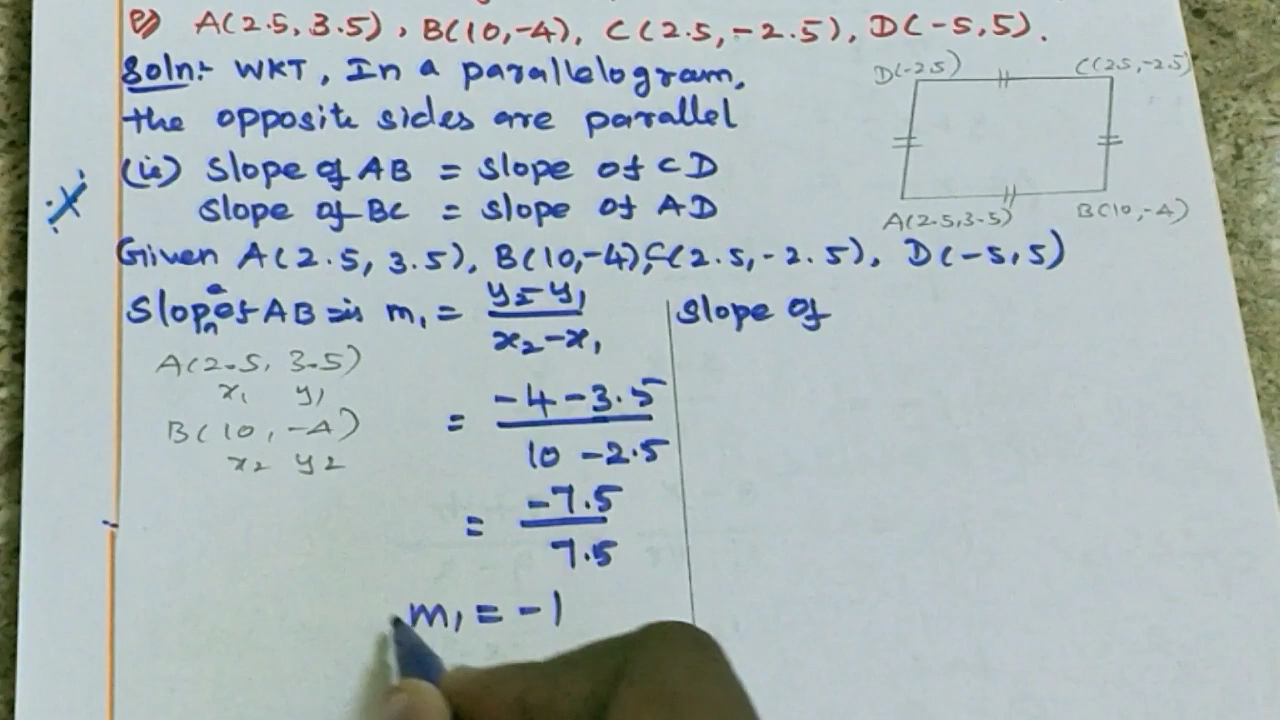 A(2.5, 3.5), B(10,-4), C(2.5,-2.5), D(-5,5).
Soln:- WKT, In a parallelogram,
the opposite sides are parallel
(ie) Slope of AB = Slope of CD
Slope of BC = Slope of AD
D(-2.5)
C(2.5,-2.5)
A(2.5,3.5)
B(10,-4)
Given A(2.5, 3.5), B(10,-4), C(2.5,-2.5), D(-5,5)
Slope of AB is m₁ = y₂-y₁ / x₂-x₁
A(2.5, 3.5)
x₁ y₁
B(10,-4)
x₂ y₂
= -4-3.5 / 10-2.5
= -7.5 / 7.5
m₁ = -1
Slope of